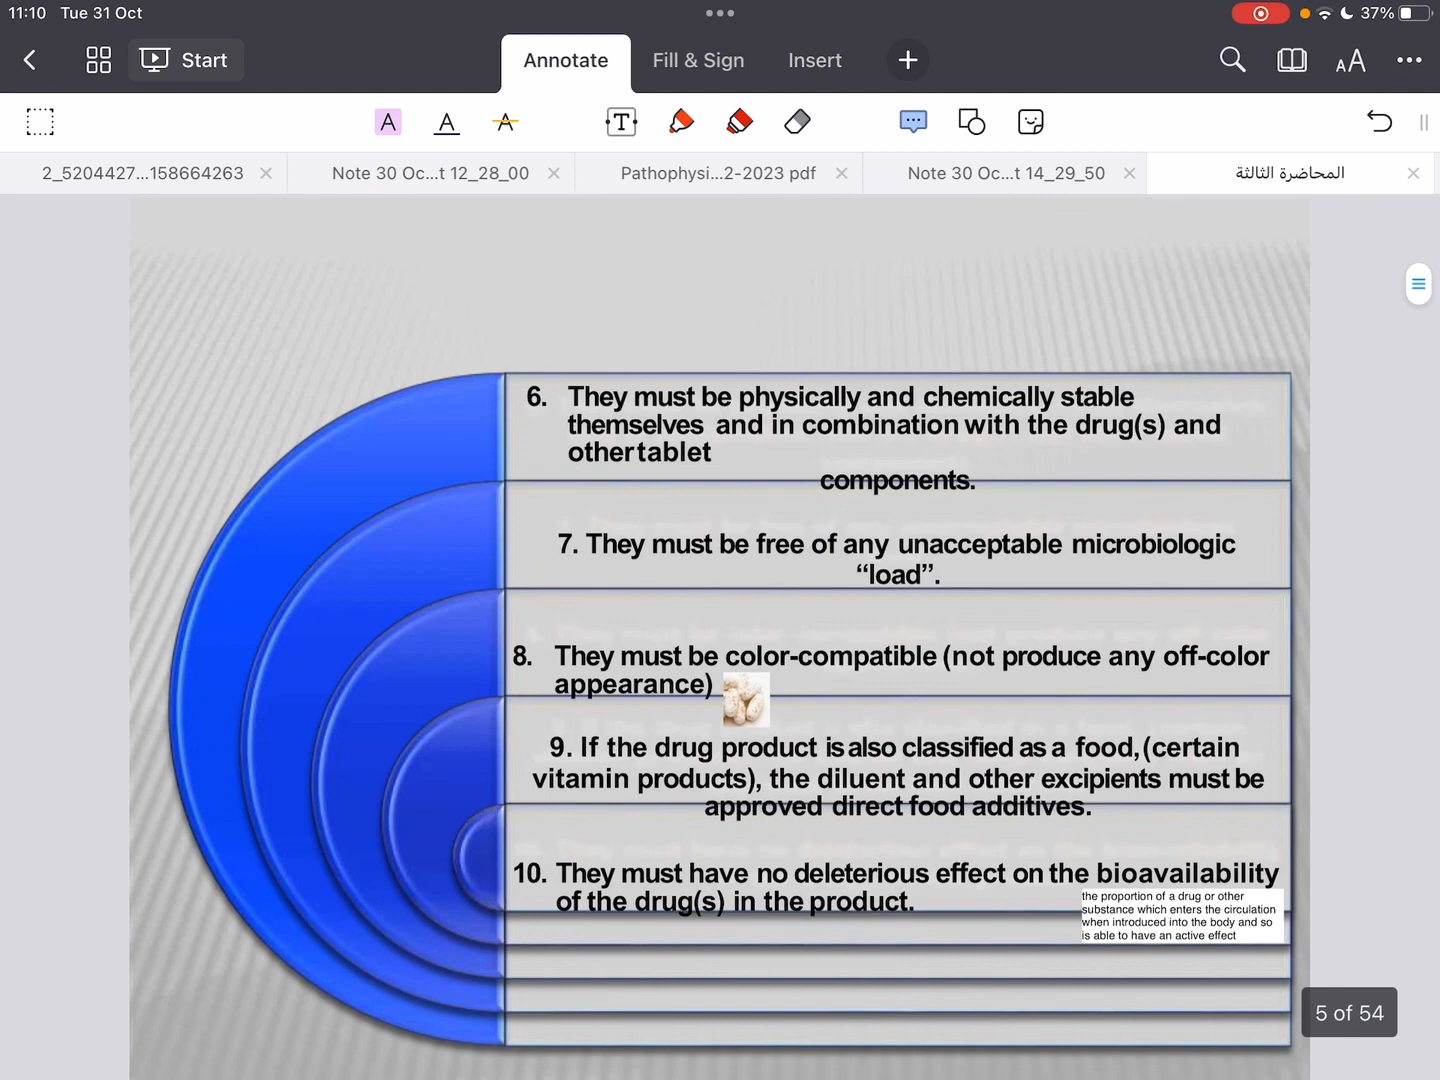 11:10 Tue 31 Oct
37%
Start
Annotate
Fill & Sign
Insert
2_5204427...158664263
Note 30 Oc...t 12_28_00
Pathophysi...2-2023 pdf
Note 30 Oc...t 14_29_50
المحاضرة الثالثة
6. They must be physically and chemically stable
themselves and in combination with the drug(s) and
other tablet
components.
7. They must be free of any unacceptable microbiologic
“load”.
8. They must be color-compatible (not produce any off-color
appearance)
9. If the drug product is also classified as a food, (certain
vitamin products), the diluent and other excipients must be
approved direct food additives.
10. They must have no deleterious effect on the bioavailability
of the drug(s) in the product.
the proportion of a drug or other
substance which enters the circulation
when introduced into the body and so
is able to have an active effect
5 of 54